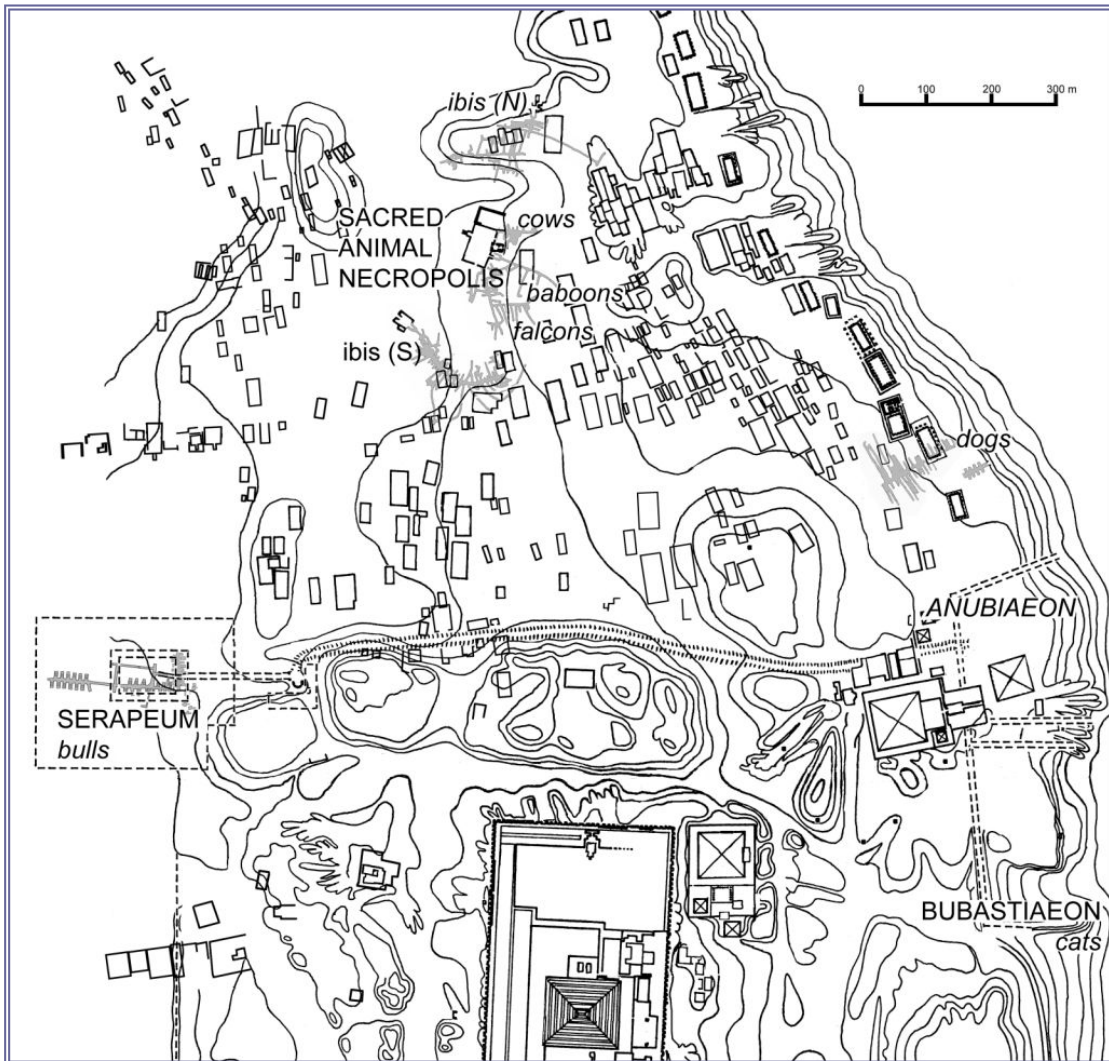 ibis (N)
0 100 200 300 m
SACRED
ANIMAL
NECROPOLIS
cows
baboons
falcons
ibis (S)
dogs
ANUBIAEON
SERAPEUM
bulls
BUBASTIAEON
cats